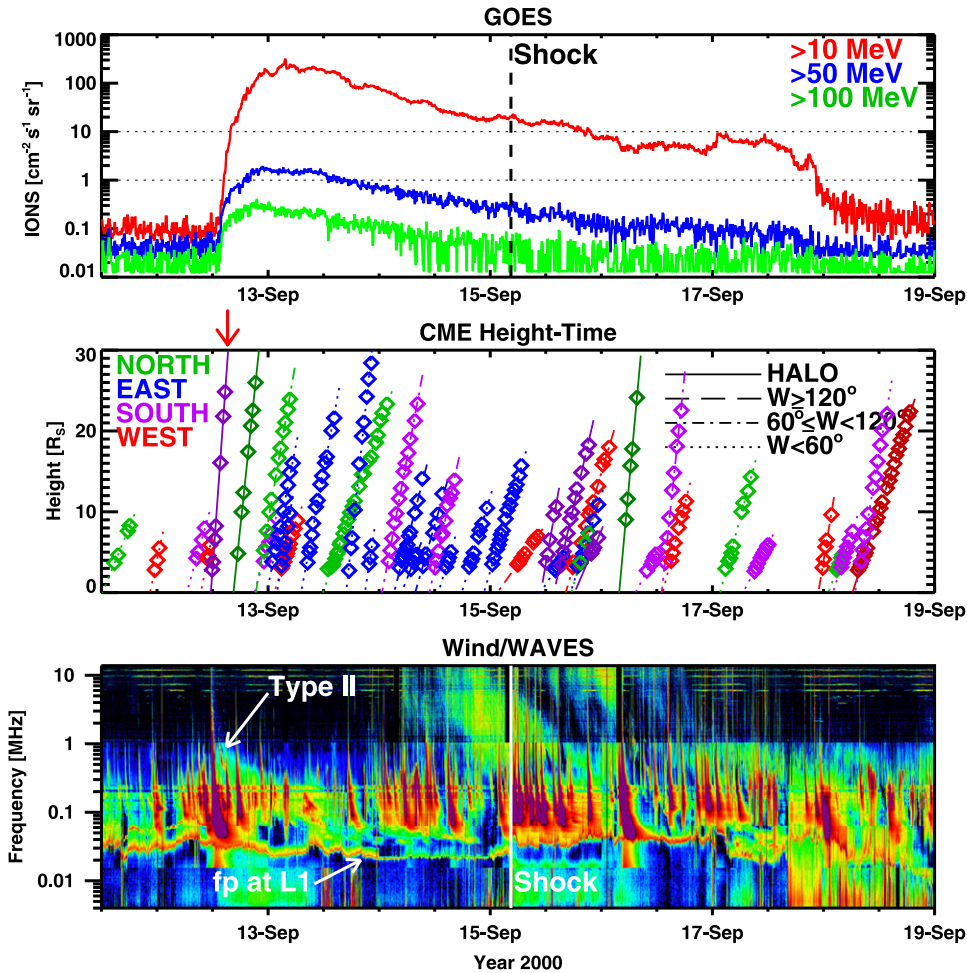 GOES
1000
100
10
1
0.1
0.01
IONS [cm⁻² s⁻¹ sr⁻¹]
Shock
>10 MeV
>50 MeV
>100 MeV
13-Sep
15-Sep
17-Sep
19-Sep
CME Height-Time
30
20
10
0
Height [Rs.]
NORTH
EAST
SOUTH
WEST
HALO
W≥120°
60°≤W<120°
W<60°
13-Sep
15-Sep
17-Sep
19-Sep
Wind/WAVES
10
1
0.1
0.01
Frequency [MHz]
Type II
fp at L1
Shock
13-Sep
15-Sep
17-Sep
19-Sep
Year 2000